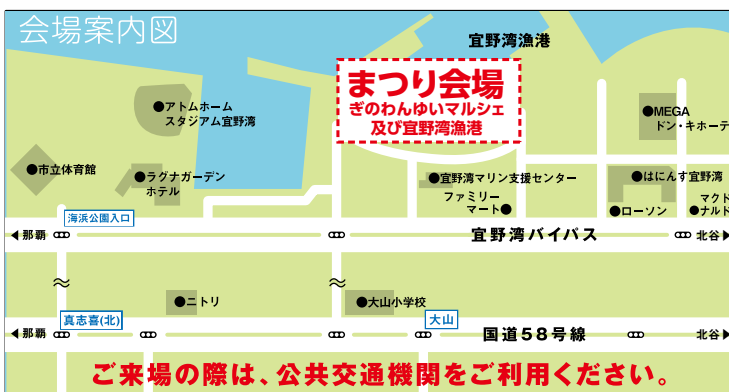 会場案内図
宜野湾漁港
まつり会場
ぎのわんゆいマルシェ
及び宜野湾漁港
●アトムホーム
スタジアム宜野湾
●MEGA
ドン・キホーテ
●市立体育館
●ラグナガーデン
ホテル
●宜野湾マリン支援センター
●はにんす宜野湾
ファミリー
マート●
●ローソン
マクド
●ナルド
海浜公園入口
◀那覇
宜野湾バイパス
北谷▶
●ニトリ
●大山小学校
真志喜(北)
大山
◀那覇
国道58号線
北谷▶
ご来場の際は、公共交通機関をご利用ください。